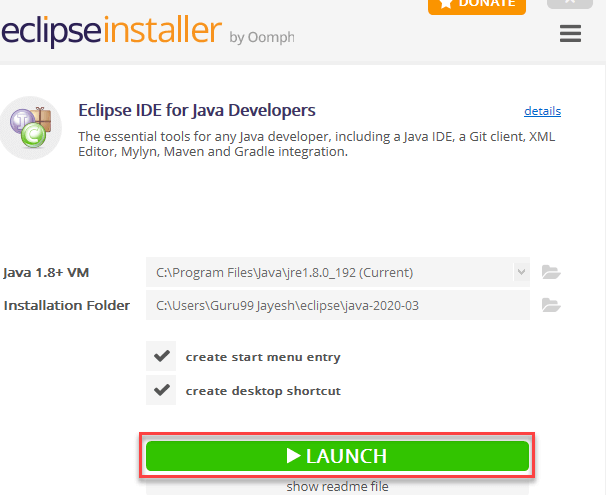 DONATE
eclipseinstaller by Oomph
Eclipse IDE for Java Developers details
The essential tools for any Java developer, including a Java IDE, a Git client, XML
Editor, Mylyn, Maven and Gradle integration.
Java 1.8+ VM C:\Program Files\Java\jre1.8.0_192 (Current)
Installation Folder C:\Users\Guru99 Jayesh\eclipse\java-2020-03
create start menu entry
create desktop shortcut
LAUNCH
show readme file